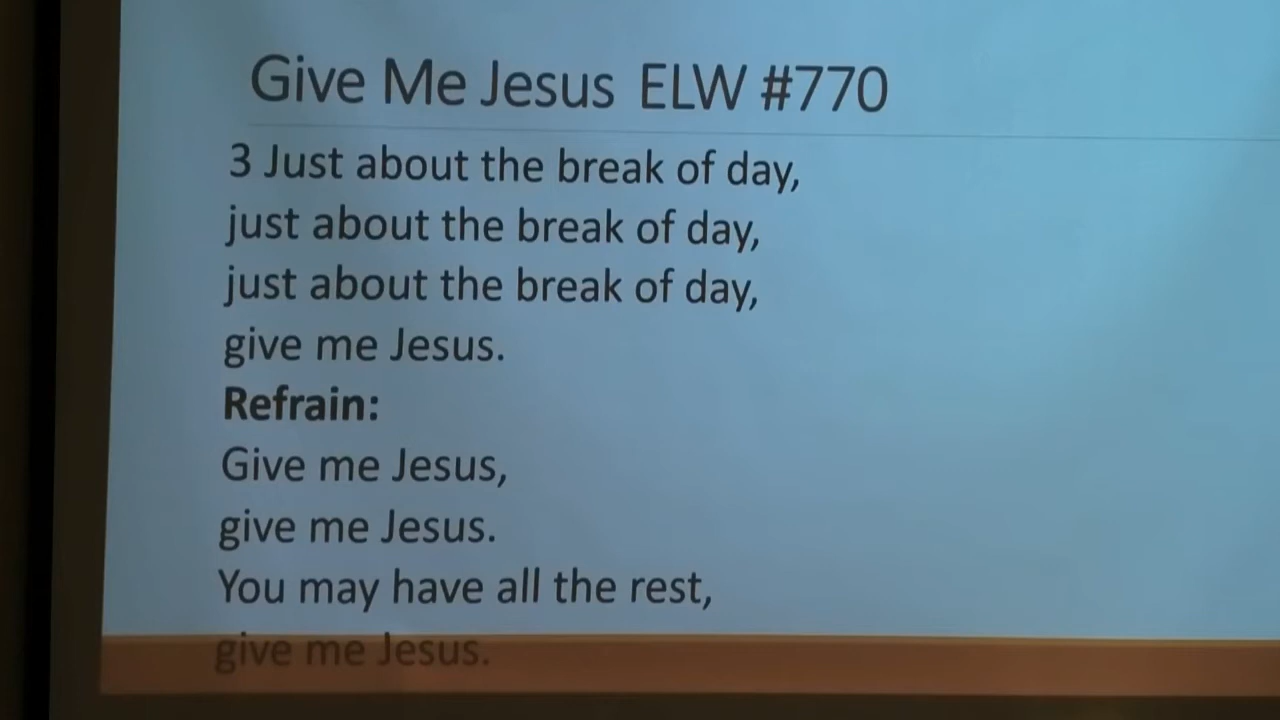 Give Me Jesus ELW #770
3 Just about the break of day,
just about the break of day,
just about the break of day,
give me Jesus.
Refrain:
Give me Jesus,
give me Jesus.
You may have all the rest,
give me Jesus.